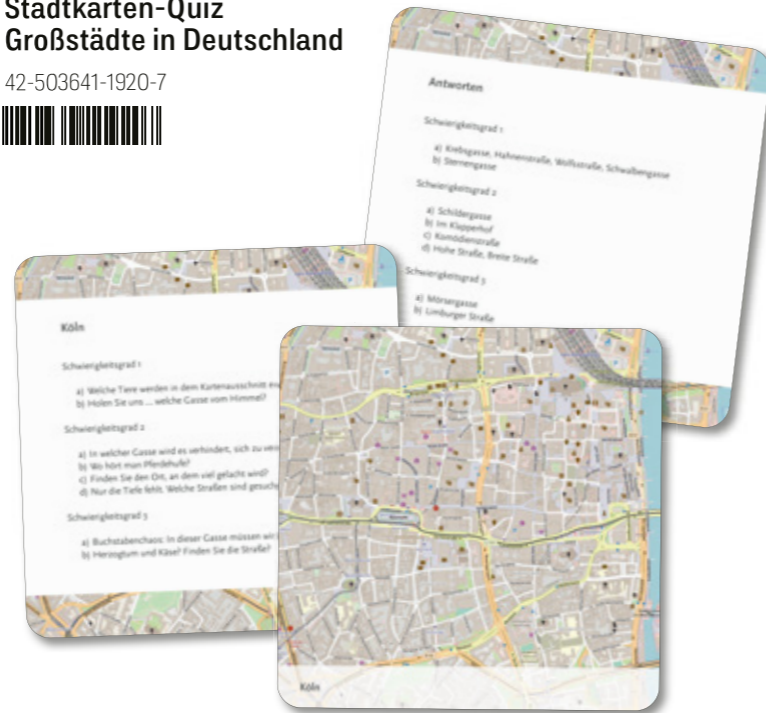 Stadtkarten-Quiz
Großstädte in Deutschland
42-503641-1920-7
Antworten
Schwierigkeitsgrad 1
a) Krebsgasse, Hahnenstraße, Wolfsstraße, Schwalbengasse
b) Sternengasse
Schwierigkeitsgrad 2
a) Schildergasse
b) Im Klapperhof
c) Komödienstraße
d) Hohe Straße, Breite Straße
Schwierigkeitsgrad 3
a) Mörsergasse
b) Limburger Straße
Köln
Schwierigkeitsgrad 1
a) Welche Tiere werden in dem Kartenausschnitt
b) Holen Sie uns ... welche Gasse vom Himmel?
Schwierigkeitsgrad 2
a) In welcher Gasse wird es verhindert, sich zu
b) Wo hört man Pferdehufe?
c) Finden Sie den Ort, an dem viel gelacht wird?
d) Nur die Tiefe fehlt. Welche Straßen sind
Schwierigkeitsgrad 3
a) Buchstabenchaos: In dieser Gasse müssen wir
b) Herzogtum und Käse? Finden Sie die Straße?
Köln